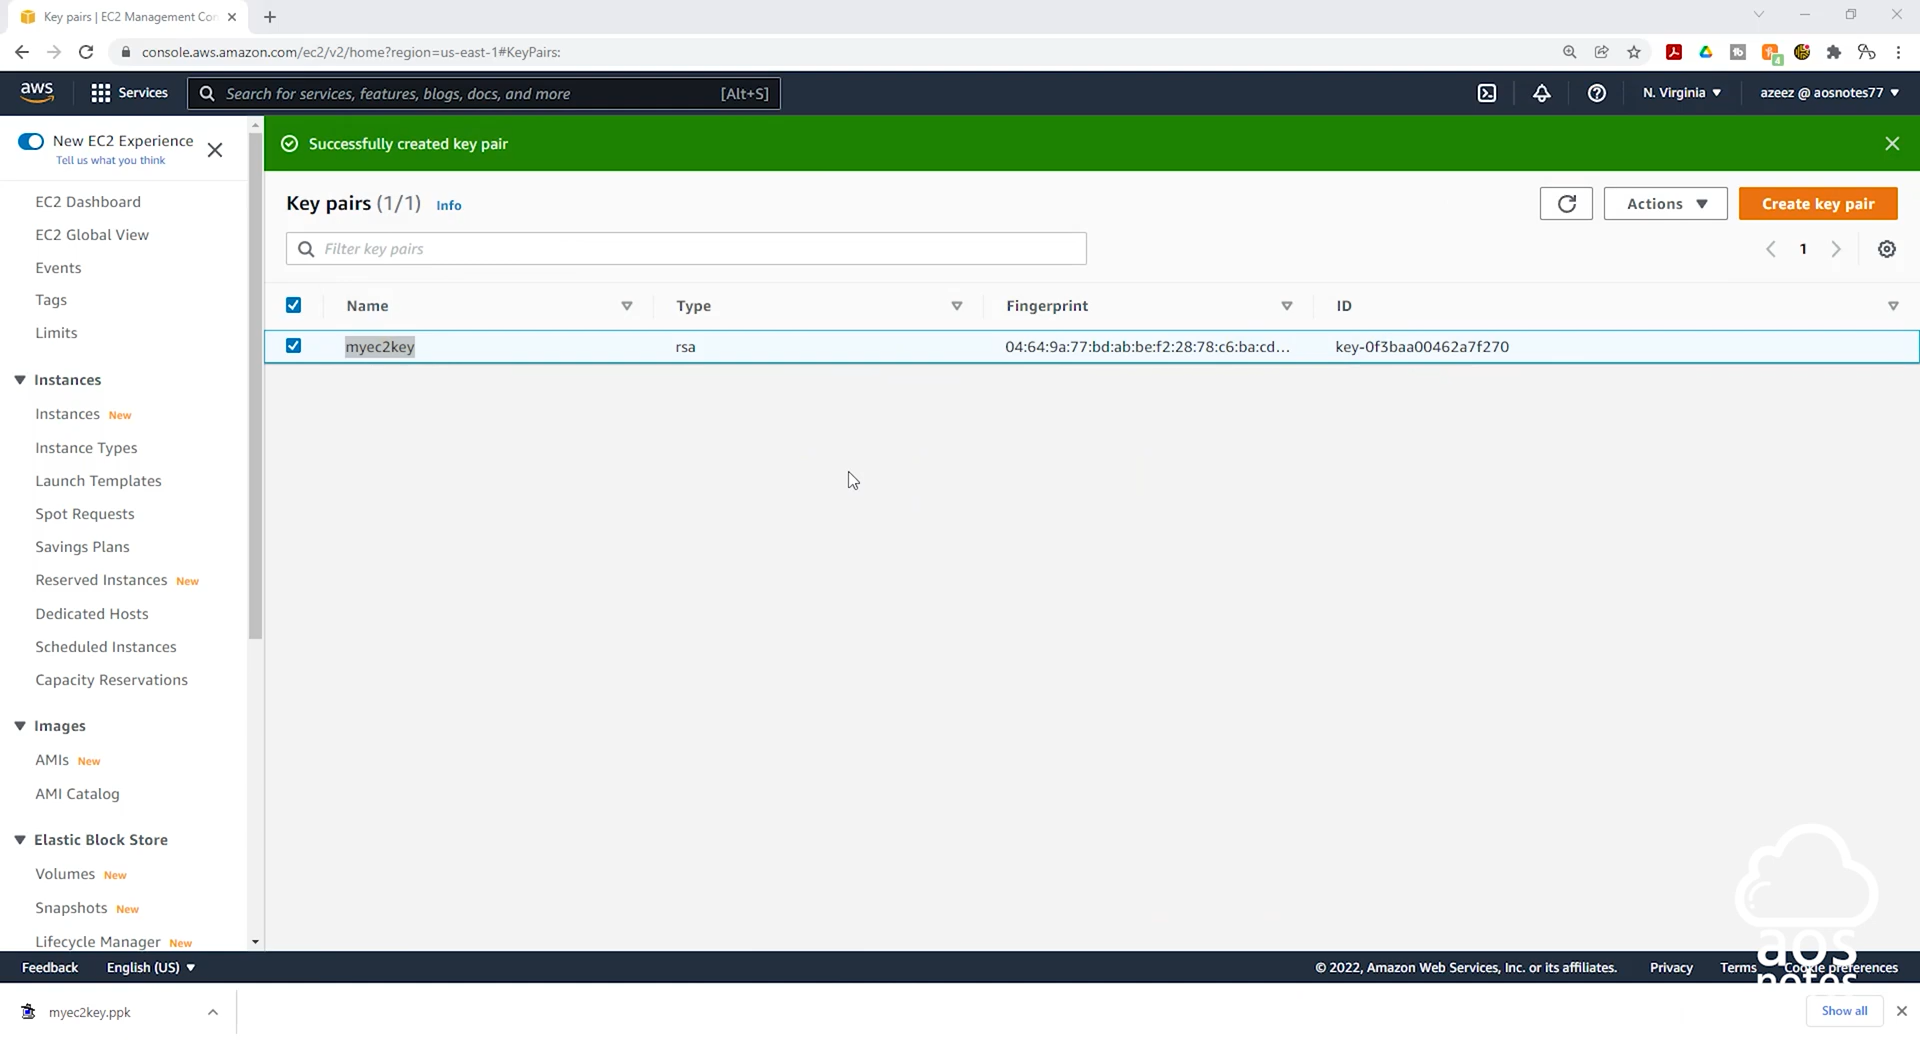 Key pairs | EC2 Management Con
console.aws.amazon.com/ec2/v2/home?region=us-east-1#KeyPairs:
4
aws
Services
Search for services, features, blogs, docs, and more [Alt+S]
N. Virginia
azeez @ aosnotes77
New EC2 Experience
Tell us what you think
EC2 Dashboard
EC2 Global View
Events
Tags
Limits
Instances
Instances New
Instance Types
Launch Templates
Spot Requests
Savings Plans
Reserved Instances New
Dedicated Hosts
Scheduled Instances
Capacity Reservations
Images
AMIs New
AMI Catalog
Elastic Block Store
Volumes New
Snapshots New
Lifecycle Manager New
Successfully created key pair
Key pairs (1/1) Info
Actions
Create key pair
Filter key pairs
1
Name Type Fingerprint ID
myec2key rsa 04:64:9a:77:bd:ab:be:f2:28:78:c6:ba:cd... key-0f3baa00462a7f270
aos
notes
Feedback English (US) © 2022, Amazon Web Services, Inc. or its affiliates. Privacy Terms Cookie preferences
myec2key.ppk
Show all